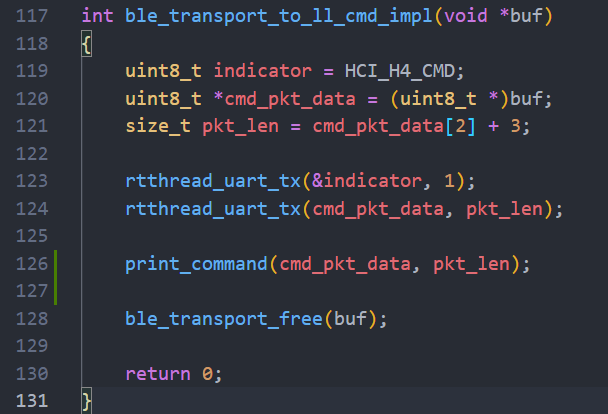 117 int ble_transport_to_ll_cmd_impl(void *buf)
118 {
119     uint8_t indicator = HCI_H4_CMD;
120     uint8_t *cmd_pkt_data = (uint8_t *)buf;
121     size_t pkt_len = cmd_pkt_data[2] + 3;
122
123     rtthread_uart_tx(&indicator, 1);
124     rtthread_uart_tx(cmd_pkt_data, pkt_len);
125
126     print_command(cmd_pkt_data, pkt_len);
127
128     ble_transport_free(buf);
129
130     return 0;
131 }